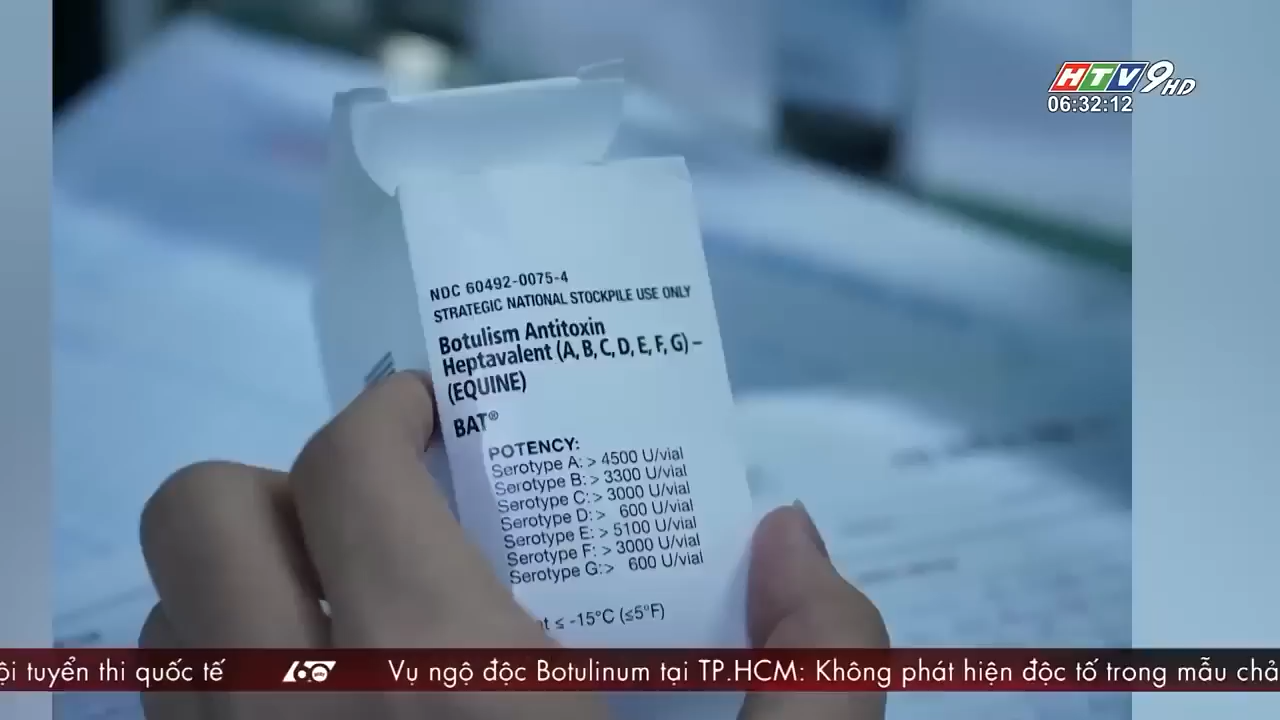 HTV9 HD
06:32:12
NDC 60492-0075-4
STRATEGIC NATIONAL STOCKPILE USE ONLY
Botulism Antitoxin
Heptavalent (A, B, C, D, E, F, G) –
(EQUINE)
BAT®
POTENCY:
Serotype A: > 4500 U/vial
Serotype B: > 3300 U/vial
Serotype C: > 3000 U/vial
Serotype D: > 600 U/vial
Serotype E: > 5100 U/vial
Serotype F: > 3000 U/vial
Serotype G: > 600 U/vial
≤ -15°C (≤5°F)
tuyển thi quốc tế
60 Vụ ngộ độc Botulinum tại TP.HCM: Không phát hiện độc tố trong mẫu